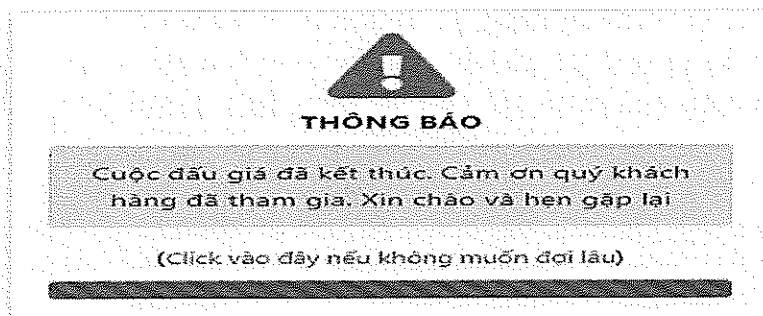 THÔNG BÁO
Cuộc đấu giá đã kết thúc. Cảm ơn quý khách
hàng đã tham gia. Xin chào và hẹn gặp lại
(Click vào đây nếu không muốn đợi lâu)